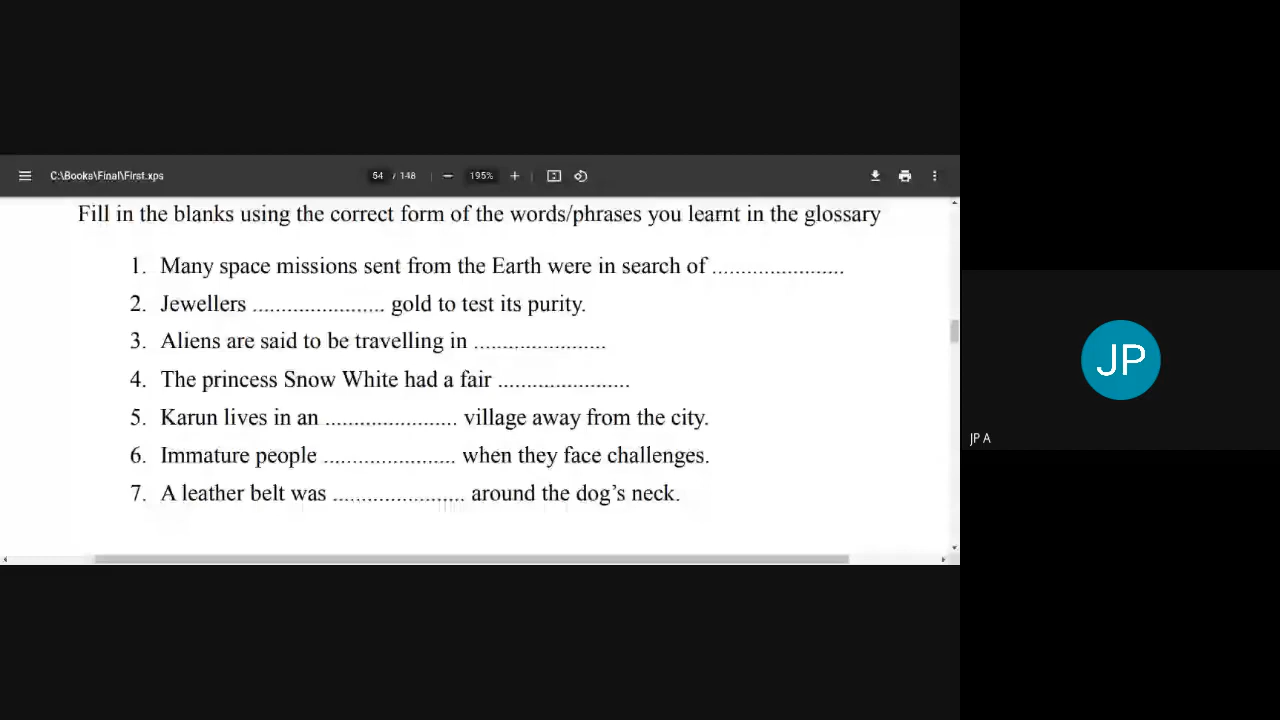 C:\Books\Final\First.xps 54 / 148 195%
Fill in the blanks using the correct form of the words/phrases you learnt in the glossary
1. Many space missions sent from the Earth were in search of .......................
2. Jewellers ....................... gold to test its purity.
3. Aliens are said to be travelling in .......................
4. The princess Snow White had a fair .......................
5. Karun lives in an ....................... village away from the city.
6. Immature people ....................... when they face challenges.
7. A leather belt was ....................... around the dog's neck.
JP
JP A